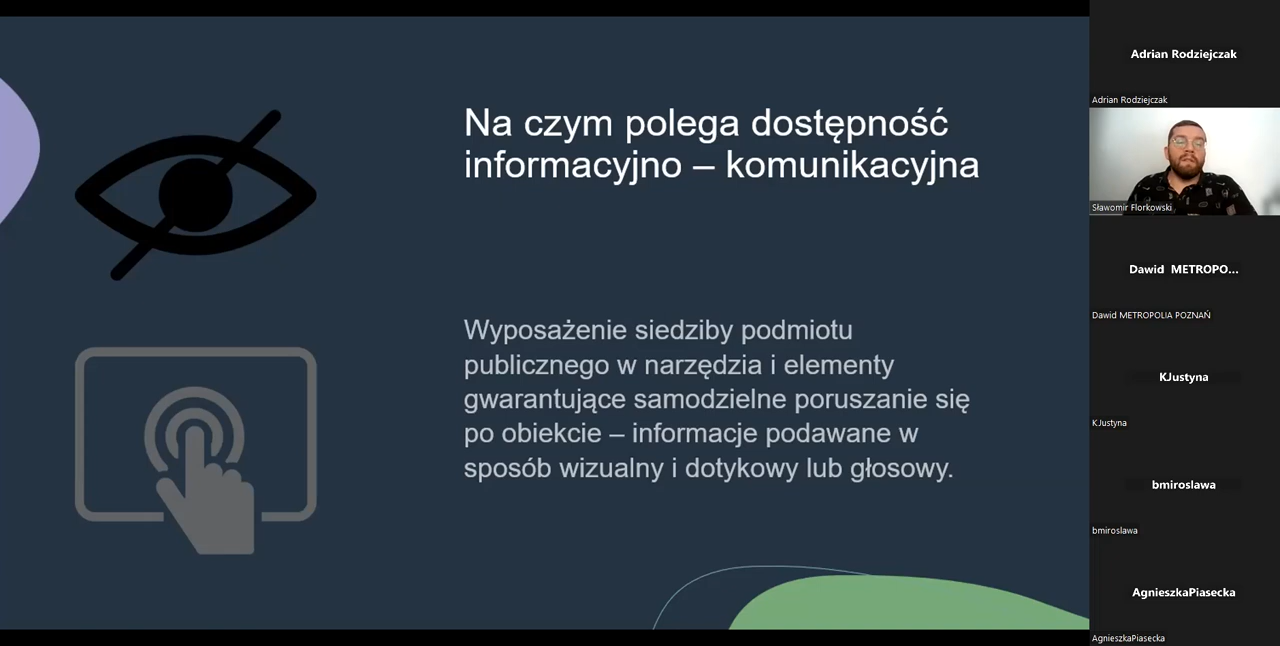 Na czym polega dostępność
informacyjno – komunikacyjna
Wyposażenie siedziby podmiotu
publicznego w narzędzia i elementy
gwarantujące samodzielne poruszanie się
po obiekcie – informacje podawane w
sposób wizualny i dotykowy lub głosowy.
Adrian Rodziejczak
Adrian Rodziejczak
Sławomir Florkowski
Dawid METROPO...
Dawid METROPOLIA POZNAŃ
KJustyna
KJustyna
bmiroslawa
bmiroslawa
AgnieszkaPiasecka
AgnieszkaPiasecka